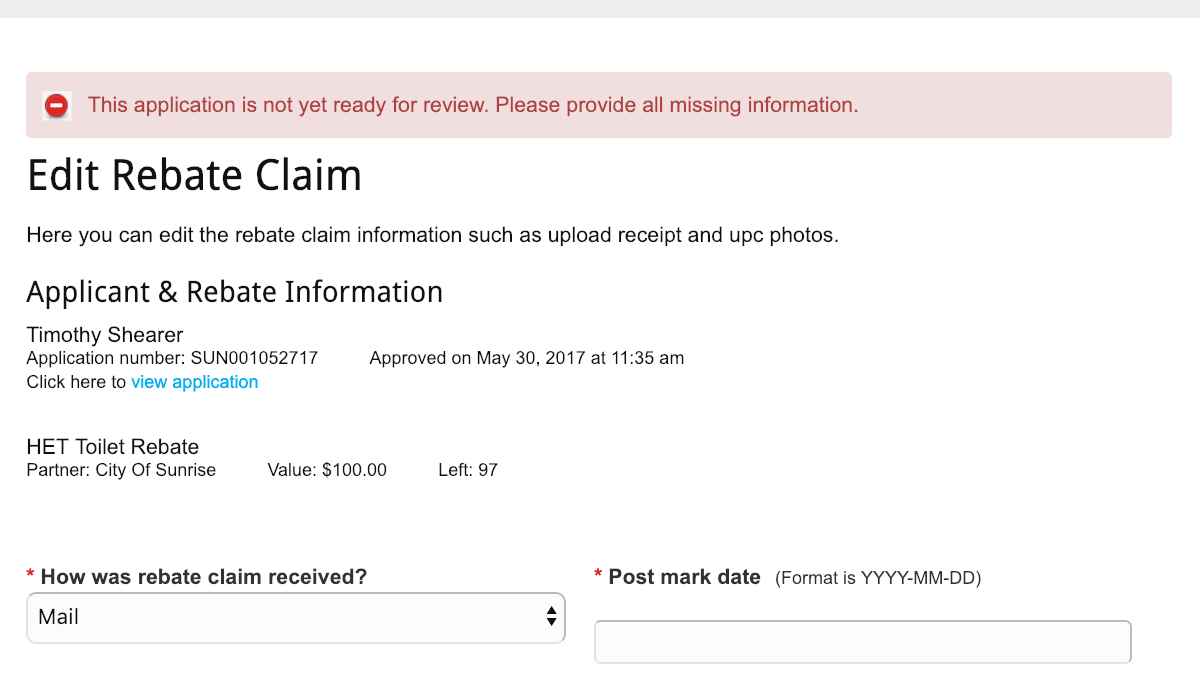 This application is not yet ready for review. Please provide all missing information.
Edit Rebate Claim
Here you can edit the rebate claim information such as upload receipt and upc photos.
Applicant & Rebate Information
Timothy Shearer
Application number: SUN001052717 Approved on May 30, 2017 at 11:35 am
Click here to view application
HET Toilet Rebate
Partner: City Of Sunrise Value: $100.00 Left: 97
* How was rebate claim received? * Post mark date (Format is YYYY-MM-DD)
Mail